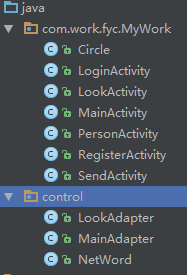 java
com.work.fyc.MyWork
Circle
LoginActivity
LookActivity
MainActivity
PersonActivity
RegisterActivity
SendActivity
control
LookAdapter
MainAdapter
NetWord